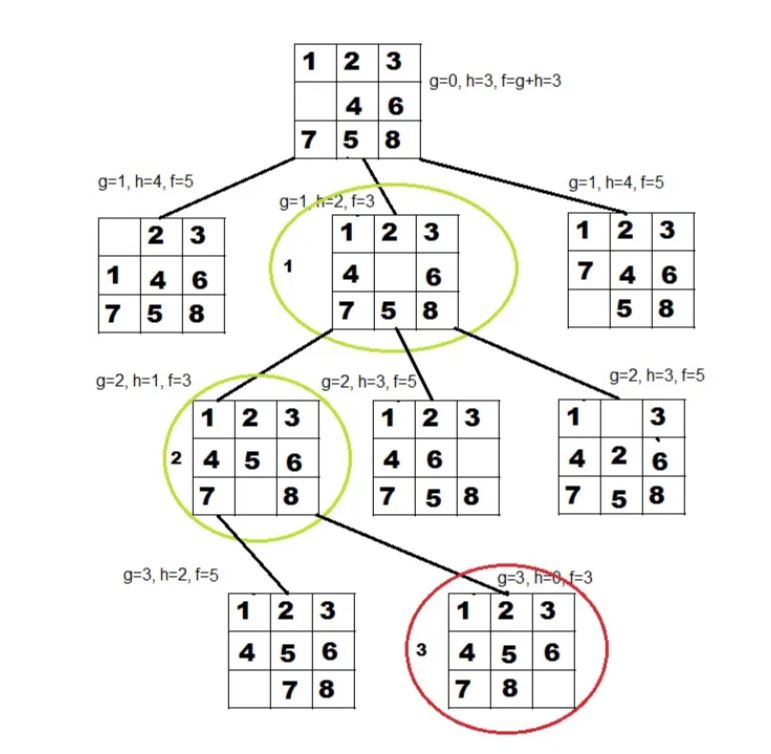 1 2 3
4 6
7 5 8
g=0, h=3, f=g+h=3
g=1, h=4, f=5
2 3
1 4 6
7 5 8
g=1, h=2, f=3
1
1 2 3
4 6
7 5 8
g=1, h=4, f=5
1 2 3
7 4 6
5 8
g=2, h=1, f=3
2
1 2 3
4 5 6
7 8
g=2, h=3, f=5
1 2 3
4 6
7 5 8
g=2, h=3, f=5
1 3
4 2 6
7 5 8
g=3, h=2, f=5
1 2 3
4 5 6
7 8
g=3, h=0, f=3
3
1 2 3
4 5 6
7 8